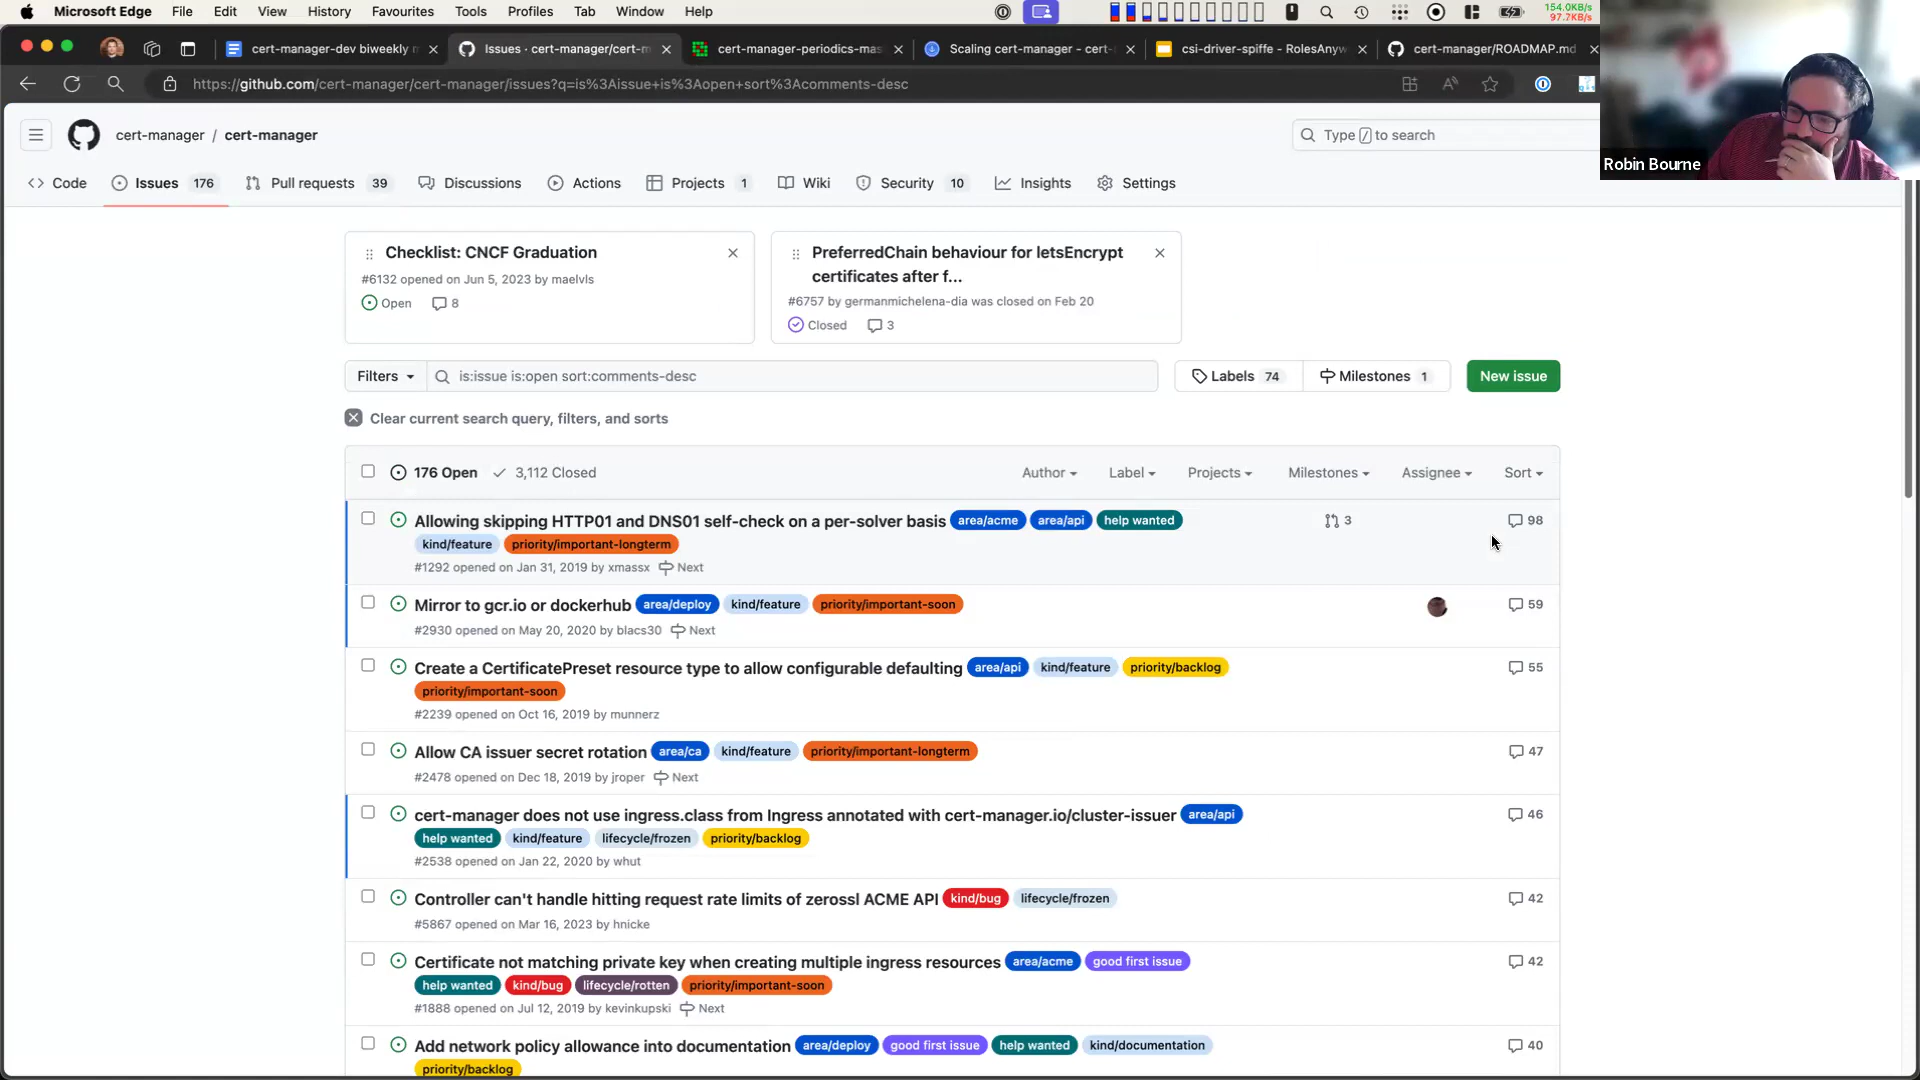 Microsoft Edge File Edit View History Favourites Tools Profiles Tab Window Help
154.0KB/s
97.7KB/s
cert-manager-dev biweekly m
Issues · cert-manager/cert-m
cert-manager-periodics-mas
Scaling cert-manager - cert-
csi-driver-spiffe - RolesAnyw
cert-manager/ROADMAP.md
https://github.com/cert-manager/cert-manager/issues?q=is%3Aissue+is%3Aopen+sort%3Acomments-desc
cert-manager / cert-manager
Type / to search
Robin Bourne
Code Issues 176 Pull requests 39 Discussions Actions Projects 1 Wiki Security 10 Insights Settings
Checklist: CNCF Graduation
#6132 opened on Jun 5, 2023 by maelvls
Open 8
PreferredChain behaviour for letsEncrypt
certificates after f...
#6757 by germanmichelena-dia was closed on Feb 20
Closed 3
Filters is:issue is:open sort:comments-desc Labels 74 Milestones 1 New issue
Clear current search query, filters, and sorts
176 Open 3,112 Closed Author Label Projects Milestones Assignee Sort
Allowing skipping HTTP01 and DNS01 self-check on a per-solver basis area/acme area/api help wanted 3 98
kind/feature priority/important-longterm
#1292 opened on Jan 31, 2019 by xmassx Next
Mirror to gcr.io or dockerhub area/deploy kind/feature priority/important-soon 59
#2930 opened on May 20, 2020 by blacs30 Next
Create a CertificatePreset resource type to allow configurable defaulting area/api kind/feature priority/backlog 55
priority/important-soon
#2239 opened on Oct 16, 2019 by munnerz
Allow CA issuer secret rotation area/ca kind/feature priority/important-longterm 47
#2478 opened on Dec 18, 2019 by jroper Next
cert-manager does not use ingress.class from Ingress annotated with cert-manager.io/cluster-issuer area/api 46
help wanted kind/feature lifecycle/frozen priority/backlog
#2538 opened on Jan 22, 2020 by whut
Controller can't handle hitting request rate limits of zerossl ACME API kind/bug lifecycle/frozen 42
#5867 opened on Mar 16, 2023 by hnicke
Certificate not matching private key when creating multiple ingress resources area/acme good first issue 42
help wanted kind/bug lifecycle/rotten priority/important-soon
#1888 opened on Jul 12, 2019 by kevinkupski Next
Add network policy allowance into documentation area/deploy good first issue help wanted kind/documentation 40
priority/backlog